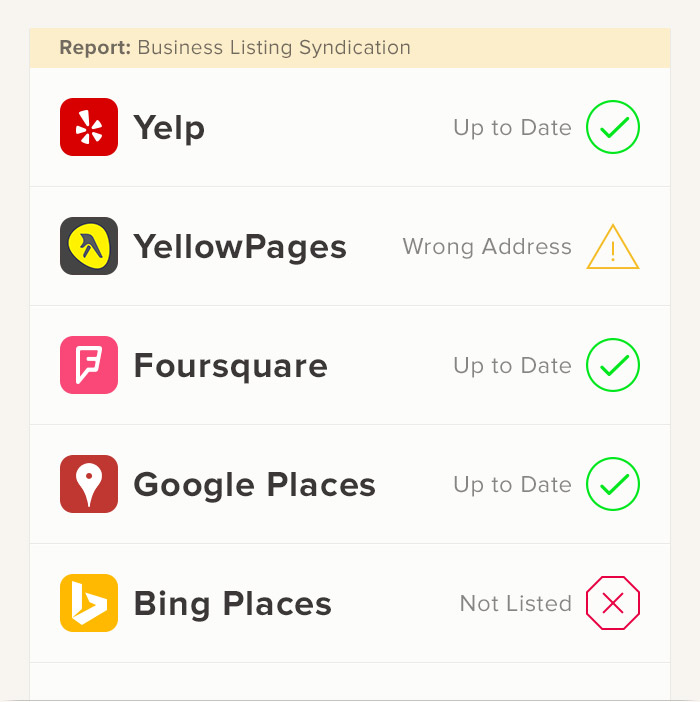 Report: Business Listing Syndication
Yelp Up to Date
YellowPages Wrong Address
Foursquare Up to Date
Google Places Up to Date
Bing Places Not Listed